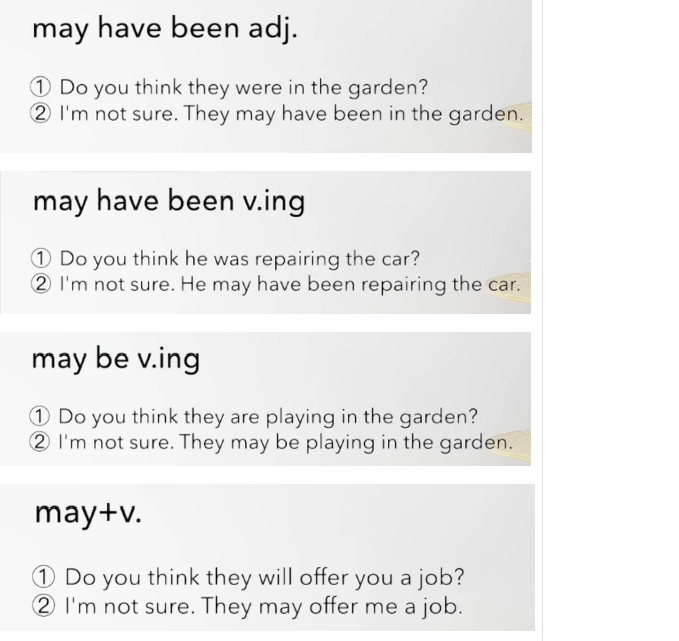 may have been adj.
① Do you think they were in the garden?
② I'm not sure. They may have been in the garden.
may have been v.ing
① Do you think he was repairing the car?
② I'm not sure. He may have been repairing the car.
may be v.ing
① Do you think they are playing in the garden?
② I'm not sure. They may be playing in the garden.
may+v.
① Do you think they will offer you a job?
② I'm not sure. They may offer me a job.